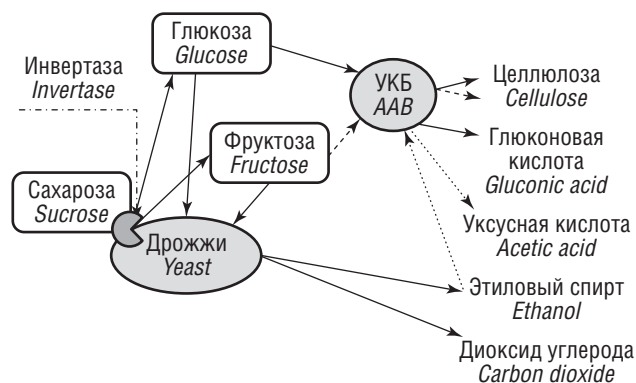 Глюкоза
Glucose
Инвертаза
Invertase
УКБ
AAB
Целлюлоза
Cellulose
Фруктоза
Fructose
Глюконовая
кислота
Gluconic acid
Сахароза
Sucrose
Уксусная кислота
Acetic acid
Дрожжи
Yeast
Этиловый спирт
Ethanol
Диоксид углерода
Carbon dioxide